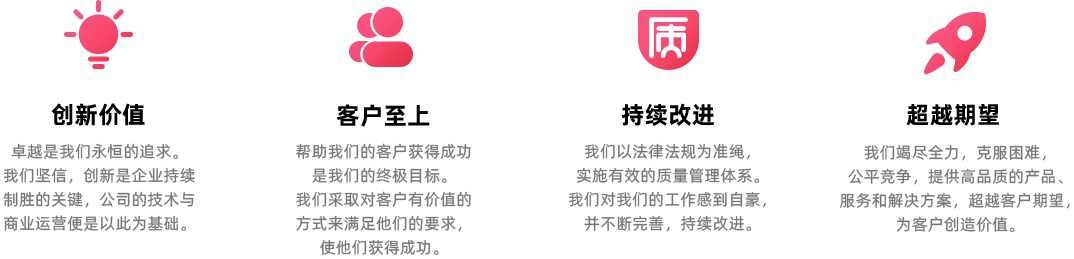 创新价值
卓越是我们永恒的追求。
我们坚信，创新是企业持续
制胜的关键，公司的技术与
商业运营便是以此为基础。
客户至上
帮助我们的客户获得成功
是我们的终极目标。
我们采取对客户有价值的
方式来满足他们的要求，
使他们获得成功。
质
持续改进
我们以法律法规为准绳，
实施有效的质量管理体系。
我们对我们的工作感到自豪，
并不断完善，持续改进。
超越期望
我们竭尽全力，克服困难，
公平竞争，提供高品质的产品、
服务和解决方案，超越客户期望，
为客户创造价值。